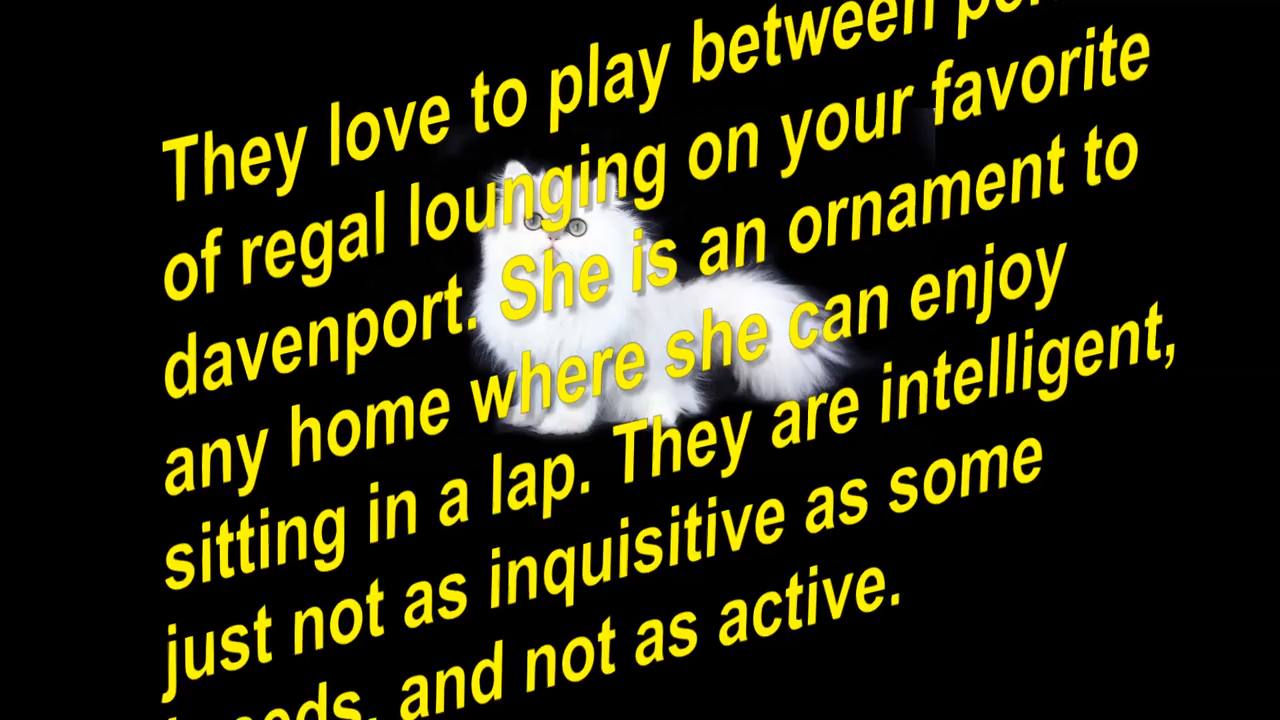 They love to play between
of regal lounging on your favorite
davenport. She is an ornament to
any home where she can enjoy
sitting in a lap. They are intelligent,
just not as inquisitive as some
and not as active.